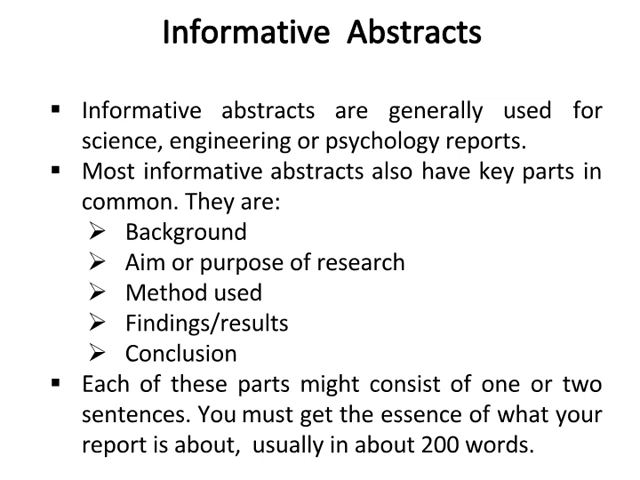 Informative Abstracts
▪ Informative abstracts are generally used for
science, engineering or psychology reports.
▪ Most informative abstracts also have key parts in
common. They are:
➢ Background
➢ Aim or purpose of research
➢ Method used
➢ Findings/results
➢ Conclusion
▪ Each of these parts might consist of one or two
sentences. You must get the essence of what your
report is about, usually in about 200 words.